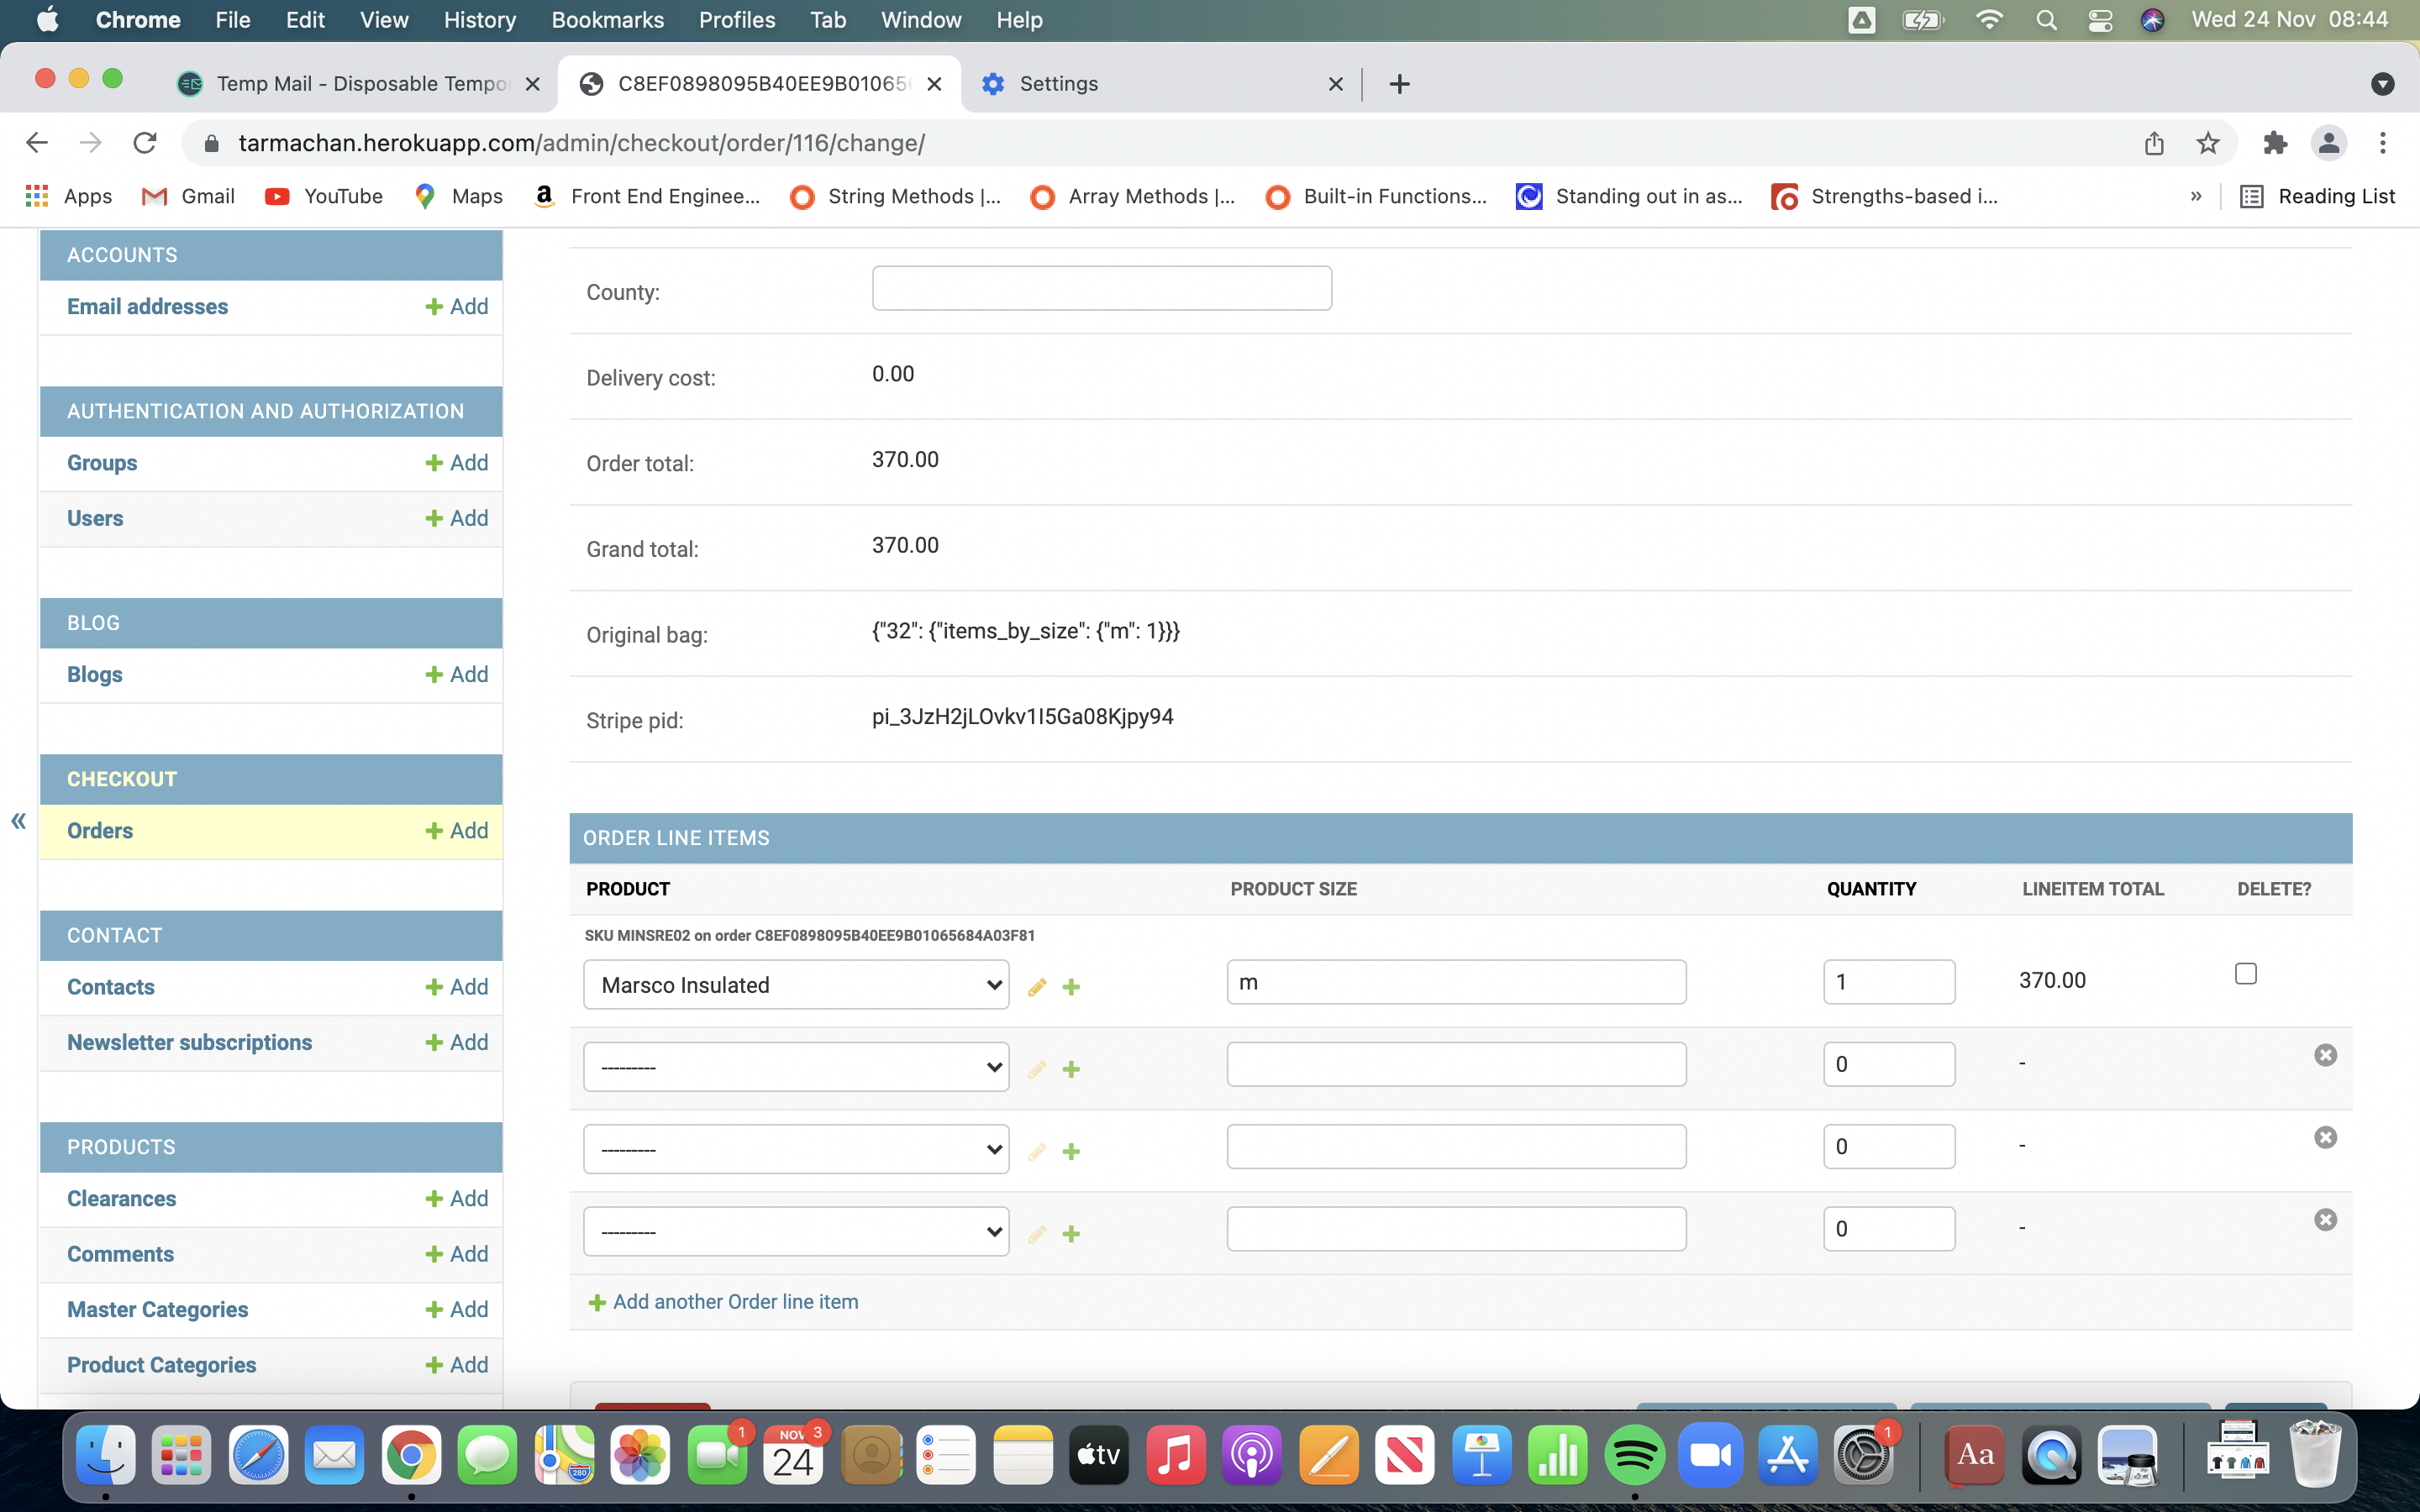 Chrome File Edit View History Bookmarks Profiles Tab Window Help Wed 24 Nov 08:44
Temp Mail - Disposable Tempo C8EF0898095B40EE9B01065 Settings
tarmachan.herokuapp.com/admin/checkout/order/116/change/
Apps Gmail YouTube Maps Front End Enginee... String Methods |... Array Methods |... Built-in Functions... Standing out in as... Strengths-based i... » Reading List
ACCOUNTS
Email addresses + Add
AUTHENTICATION AND AUTHORIZATION
Groups + Add
Users + Add
BLOG
Blogs + Add
CHECKOUT
Orders + Add
CONTACT
Contacts + Add
Newsletter subscriptions + Add
PRODUCTS
Clearances + Add
Comments + Add
Master Categories + Add
Product Categories + Add
«
County:
Delivery cost: 0.00
Order total: 370.00
Grand total: 370.00
Original bag: {"32": {"items_by_size": {"m": 1}}}
Stripe pid: pi_3JzH2jLOvkv1I5Ga08Kjpy94
ORDER LINE ITEMS
PRODUCT PRODUCT SIZE QUANTITY LINEITEM TOTAL DELETE?
SKU MINSRE02 on order C8EF0898095B40EE9B01065684A03F81
Marsco Insulated m 1 370.00
--------- 0 -
--------- 0 -
--------- 0 -
+ Add another Order line item
280 1 NOV 3 24 tv 1 Aa